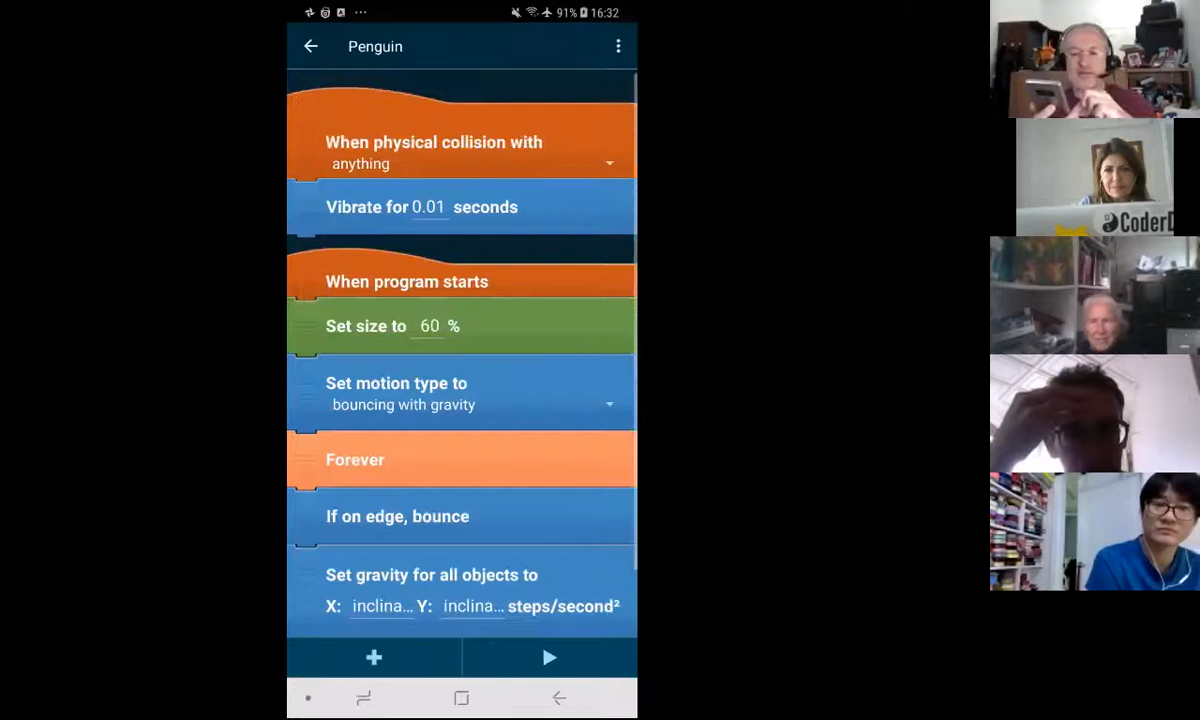 91% 16:32
Penguin
When physical collision with
anything
Vibrate for 0.01 seconds
When program starts
Set size to 60 %
Set motion type to
bouncing with gravity
Forever
If on edge, bounce
Set gravity for all objects to
X: inclina... Y: inclina... steps/second²
CoderD